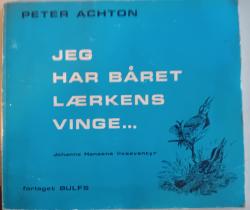 PETER ACHTON
JEG
HAR BÅRET
LÆRKENS
VINGE...
Johanne Hansens livseventyr
forlaget BULFS